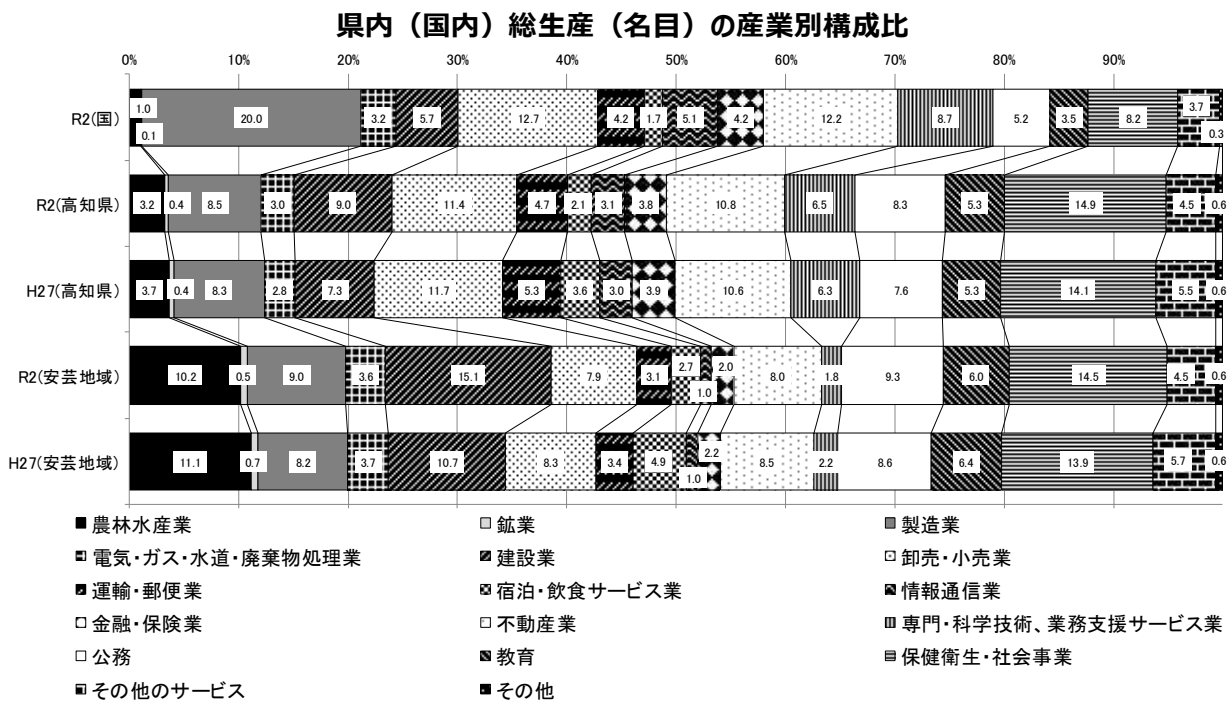 県内（国内）総生産（名目）の産業別構成比
0% 10% 20% 30% 40% 50% 60% 70% 80% 90%
R2(国) 1.0 0.1 20.0 3.2 5.7 12.7 4.2 1.7 5.1 4.2 12.2 8.7 5.2 3.5 8.2 3.7 0.3
R2(高知県) 3.2 0.4 8.5 3.0 9.0 11.4 4.7 2.1 3.1 3.8 10.8 6.5 8.3 5.3 14.9 4.5 0.6
H27(高知県) 3.7 0.4 8.3 2.8 7.3 11.7 5.3 3.6 3.0 3.9 10.6 6.3 7.6 5.3 14.1 5.5 0.6
R2(安芸地域) 10.2 0.5 9.0 3.6 15.1 7.9 3.1 2.7 1.0 2.0 8.0 1.8 9.3 6.0 14.5 4.5 0.6
H27(安芸地域) 11.1 0.7 8.2 3.7 10.7 8.3 3.4 4.9 1.0 2.2 8.5 2.2 8.6 6.4 13.9 5.7 0.6
農林水産業 鉱業 製造業
電気・ガス・水道・廃棄物処理業 建設業 卸売・小売業
運輸・郵便業 宿泊・飲食サービス業 情報通信業
金融・保険業 不動産業 専門・科学技術、業務支援サービス業
公務 教育 保健衛生・社会事業
その他のサービス その他